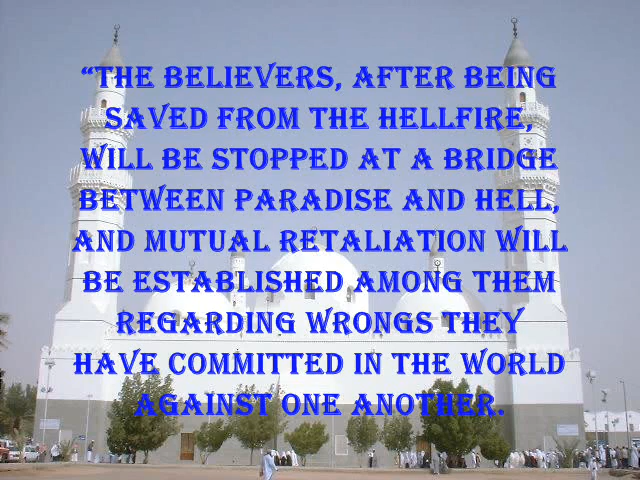 “THE BELIEVERS, AFTER BEING
SAVED FROM THE HELLFIRE,
WILL BE STOPPED AT A BRIDGE
BETWEEN PARADISE AND HELL,
AND MUTUAL RETALIATION WILL
BE ESTABLISHED AMONG THEM
REGARDING WRONGS THEY
HAVE COMMITTED IN THE WORLD
AGAINST ONE ANOTHER.